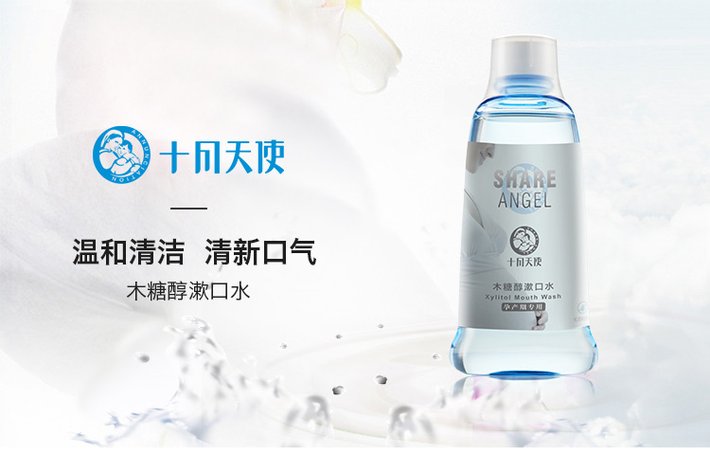 ANNUNCIATION
十月天使
温和清洁 清新口气
木糖醇漱口水
SHARE
ANGEL
十月天使
木糖醇漱口水
Xylitol Mouth Wash
孕产期专用